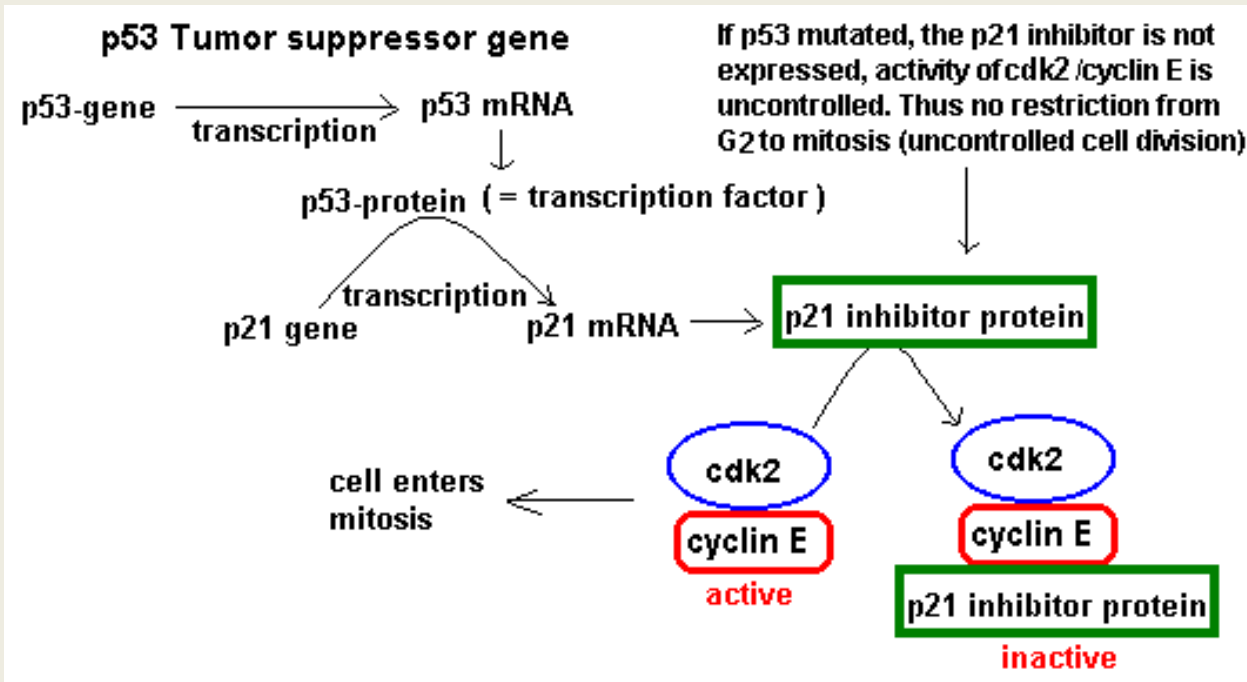 p53 Tumor suppressor gene
If p53 mutated, the p21 inhibitor is not
expressed, activity of cdk2/cyclin E is
uncontrolled. Thus no restriction from
G2 to mitosis (uncontrolled cell division)
p53-gene
transcription
p53 mRNA
p53-protein ( = transcription factor )
p21 gene
transcription
p21 mRNA
p21 inhibitor protein
cell enters
mitosis
cdk2
cyclin E
active
cdk2
cyclin E
p21 inhibitor protein
inactive